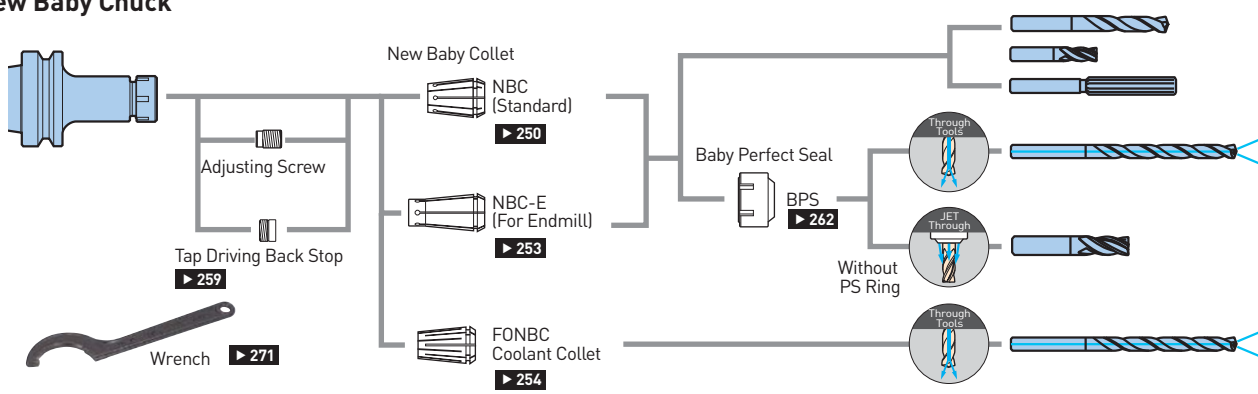 New Baby Chuck
New Baby Collet
NBC
(Standard)
▶ 250
Adjusting Screw
Tap Driving Back Stop
▶ 259
Wrench ▶ 271
NBC-E
(For Endmill)
▶ 253
FONBC
Coolant Collet
▶ 254
Baby Perfect Seal
BPS
▶ 262
Without
PS Ring
Through
Tools
JET
Through
Through
Tools